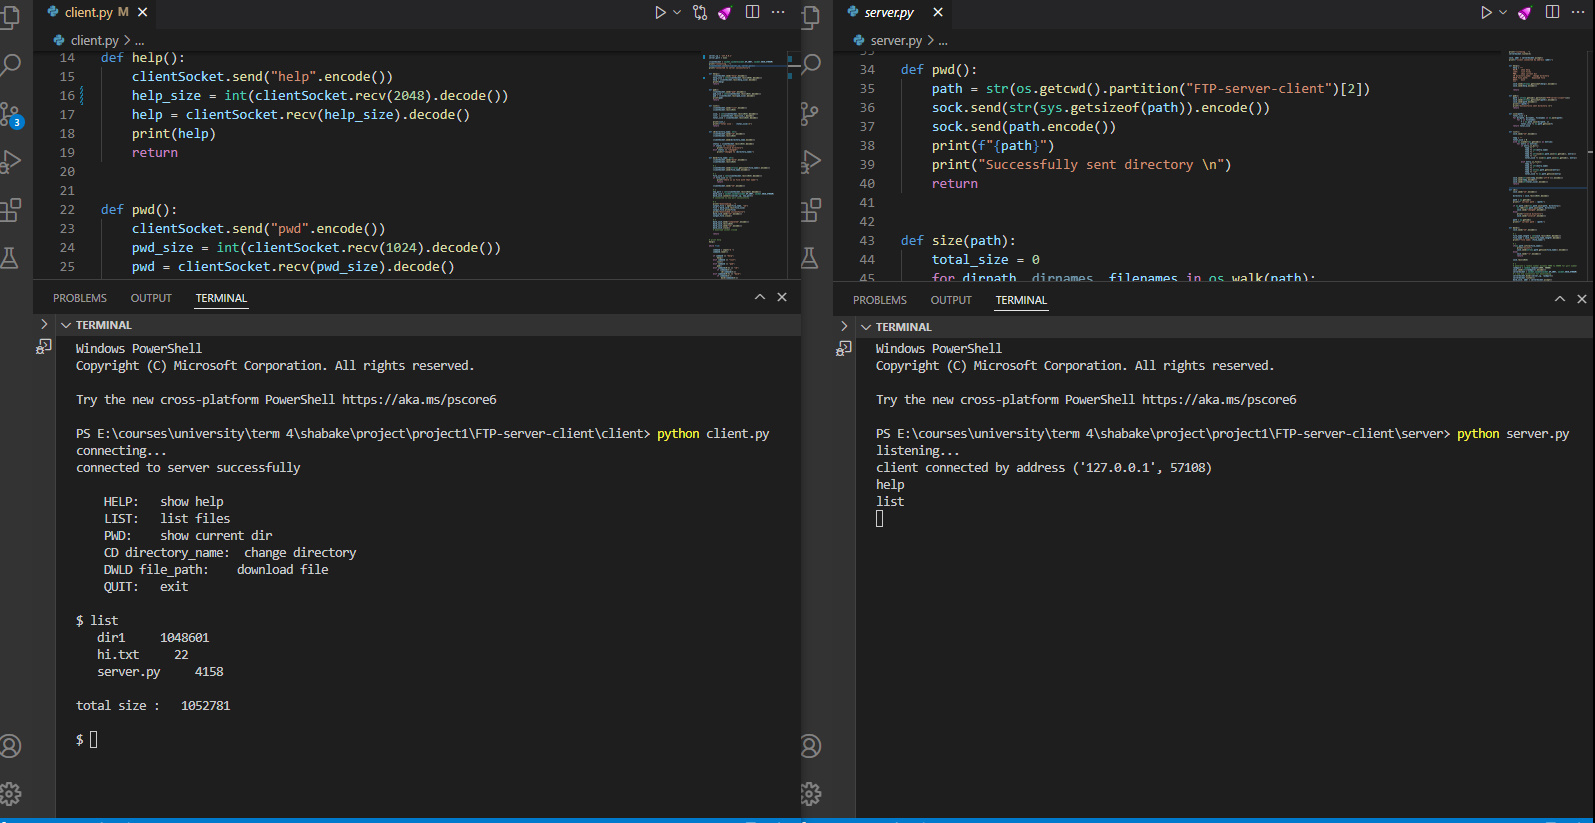 client.py M
client.py > ...
14 def help():
15 clientSocket.send("help".encode())
16 help_size = int(clientSocket.recv(2048).decode())
17 help = clientSocket.recv(help_size).decode()
18 print(help)
19 return
20
21
22 def pwd():
23 clientSocket.send("pwd".encode())
24 pwd_size = int(clientSocket.recv(1024).decode())
25 pwd = clientSocket.recv(pwd_size).decode()
3
PROBLEMS OUTPUT TERMINAL
TERMINAL
Windows PowerShell
Copyright (C) Microsoft Corporation. All rights reserved.
Try the new cross-platform PowerShell https://aka.ms/pscore6
PS E:\courses\university\term 4\shabake\project\project1\FTP-server-client\client> python client.py
connecting...
connected to server successfully
HELP: show help
LIST: list files
PWD: show current dir
CD directory_name: change directory
DWLD file_path: download file
QUIT: exit
$ list
dir1 1048601
hi.txt 22
server.py 4158
total size : 1052781
$
server.py
server.py > ...
33
34 def pwd():
35 path = str(os.getcwd().partition("FTP-server-client")[2])
36 sock.send(str(sys.getsizeof(path)).encode())
37 sock.send(path.encode())
38 print(f"{path}")
39 print("Successfully sent directory \n")
40 return
41
42
43 def size(path):
44 total_size = 0
45 for dirpath, dirnames, filenames in os.walk(path):
PROBLEMS OUTPUT TERMINAL
TERMINAL
Windows PowerShell
Copyright (C) Microsoft Corporation. All rights reserved.
Try the new cross-platform PowerShell https://aka.ms/pscore6
PS E:\courses\university\term 4\shabake\project\project1\FTP-server-client\server> python server.py
listening...
client connected by address ('127.0.0.1', 57108)
help
list